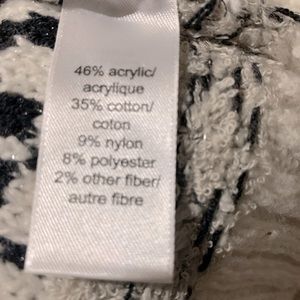 46% acrylic/
acrylique
35% cotton/
coton
9% nylon
8% polyester
2% other fiber/
autre fibre